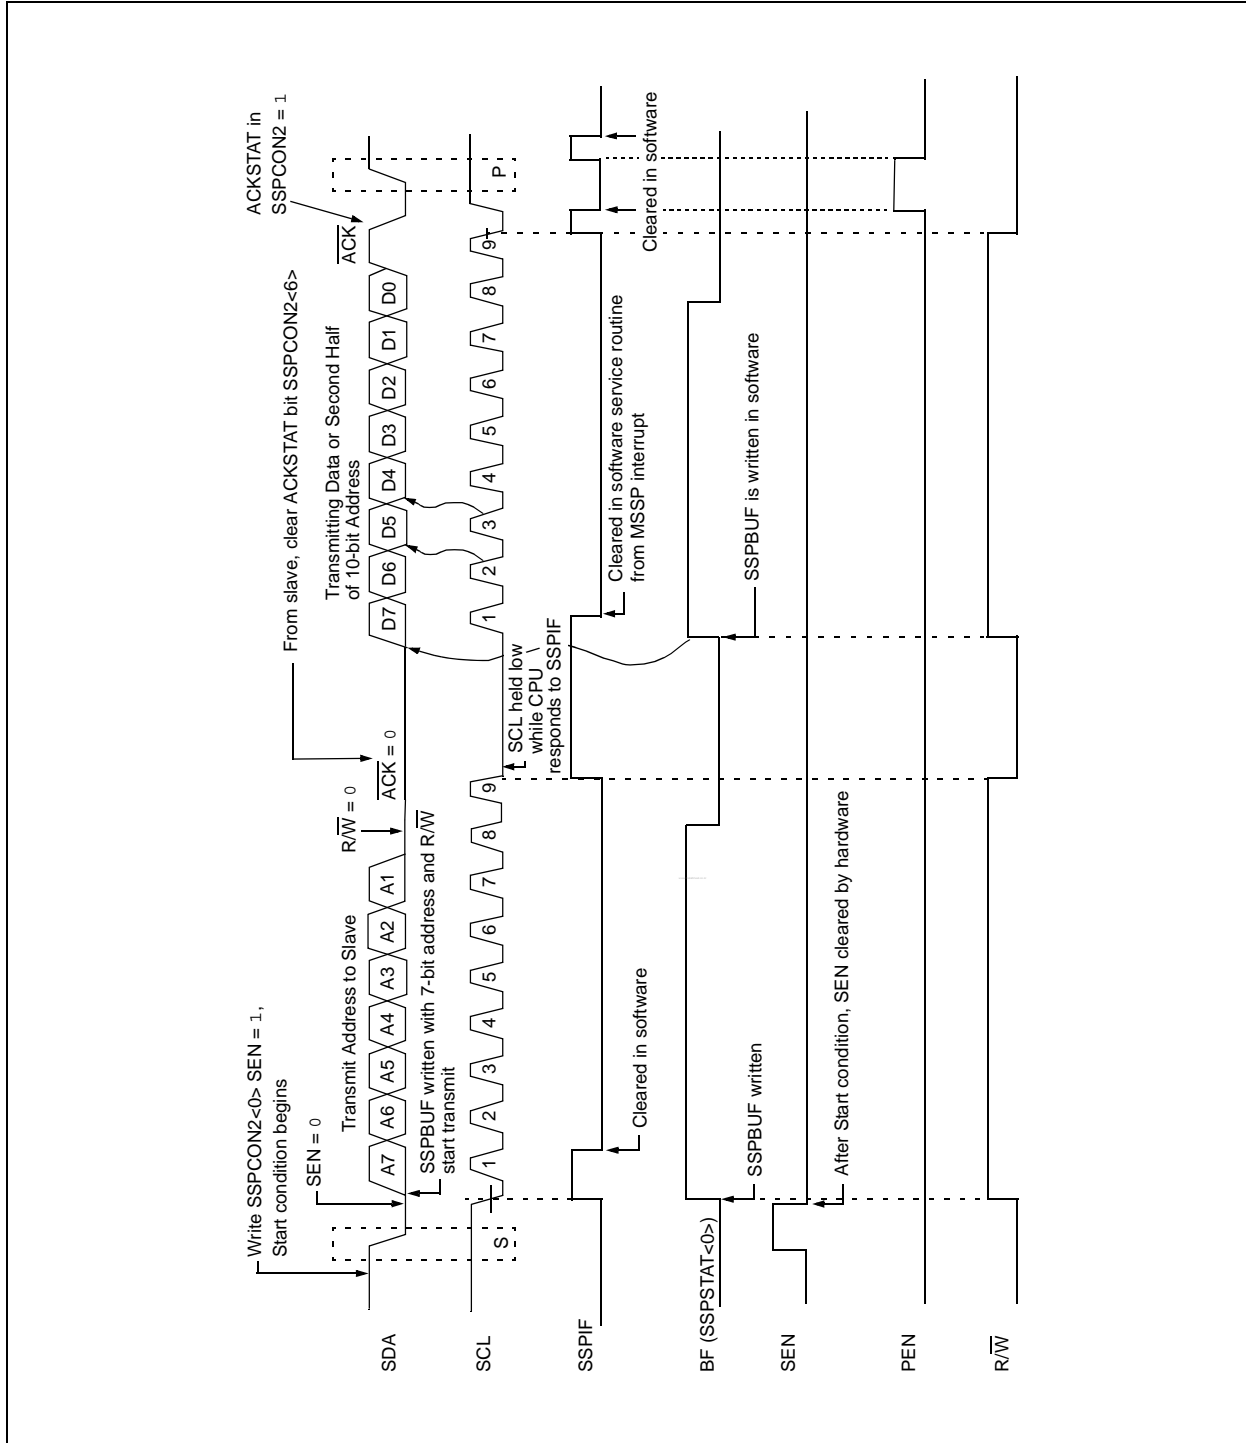 Write SSPCON2<0> SEN = 1,
Start condition begins
SEN = 0
Transmit Address to Slave
R/W = 0
From slave, clear ACKSTAT bit SSPCON2<6>
ACK = 0
Transmitting Data or Second Half
of 10-bit Address
ACKSTAT in
SSPCON2 = 1
ACK
SDA
A7 A6 A5 A4 A3 A2 A1
D7 D6 D5 D4 D3 D2 D1 D0
SSPBUF written with 7-bit address and R/W
start transmit
SCL
S
1 2 3 4 5 6 7 8 9
1 2 3 4 5 6 7 8 9
P
SCL held low
while CPU
responds to SSPIF
SSPIF
Cleared in software
Cleared in software service routine
from MSSP interrupt
Cleared in software
BF (SSPSTAT<0>)
SSPBUF written
SSPBUF is written in software
SEN
After Start condition, SEN cleared by hardware
PEN
R/W